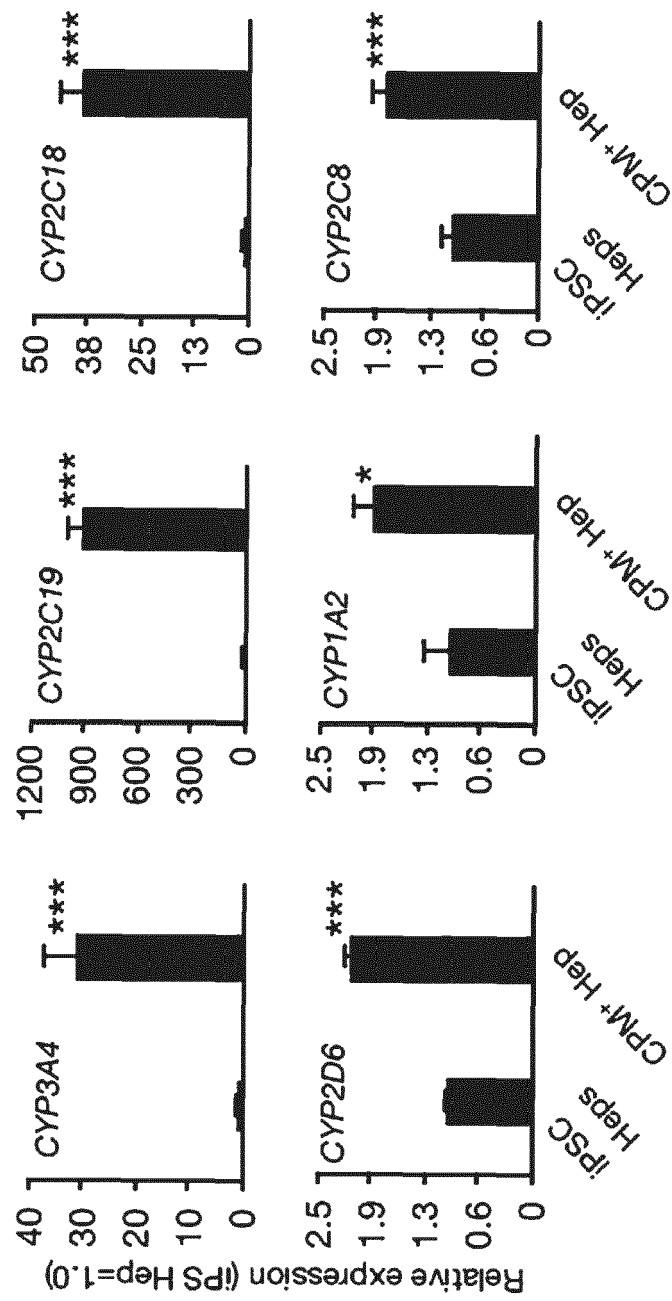 Relative expression (iPS Hep=1.0)
CYP3A4
40
30
20
10
0
***
CYP2C19
1200
900
600
300
0
***
CYP2C18
50
38
25
13
0
***
CYP2D6
2.5
1.9
1.3
0.6
0
***
iPSC
Heps
CPM⁺ Hep
CYP1A2
2.5
1.9
1.3
0.6
0
*
iPSC
Heps
CPM⁺ Hep
CYP2C8
2.5
1.9
1.3
0.6
0
***
iPSC
Heps
CPM⁺ Hep